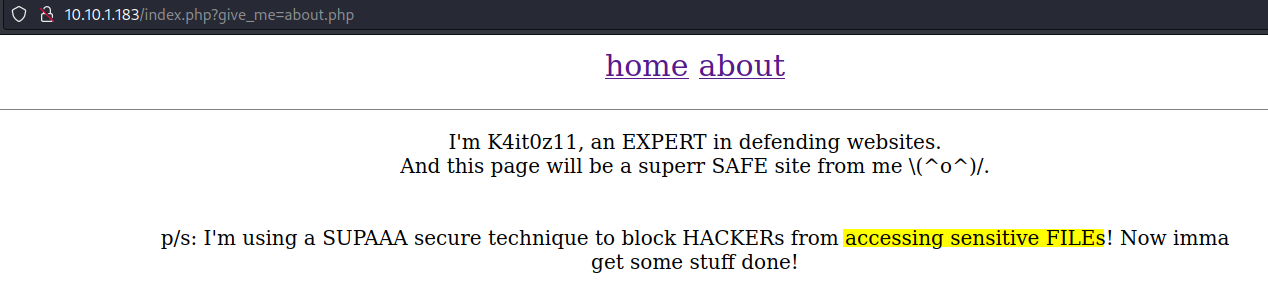 10.10.1.183/index.php?give_me=about.php
home about
I'm K4it0z11, an EXPERT in defending websites.
And this page will be a superr SAFE site from me \(^o^)/.
p/s: I'm using a SUPAAA secure technique to block HACKERs from accessing sensitive FILEs! Now imma
get some stuff done!